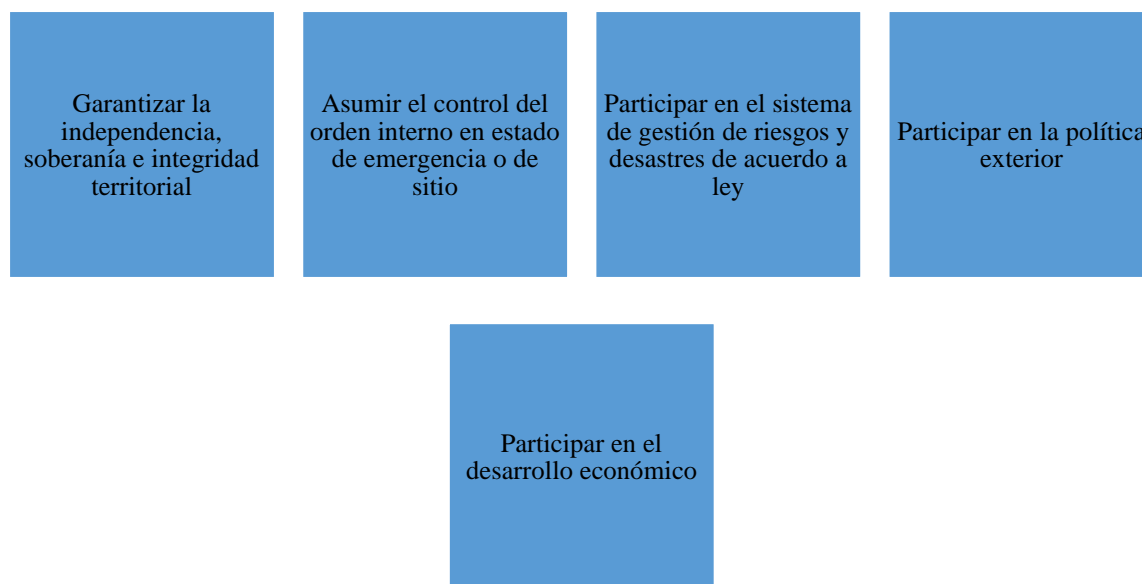 Garantizar la
independencia,
soberanía e integridad
territorial
Asumir el control del
orden interno en estado
de emergencia o de
sitio
Participar en el sistema
de gestión de riesgos y
desastres de acuerdo a
ley
Participar en la política
exterior
Participar en el
desarrollo económico